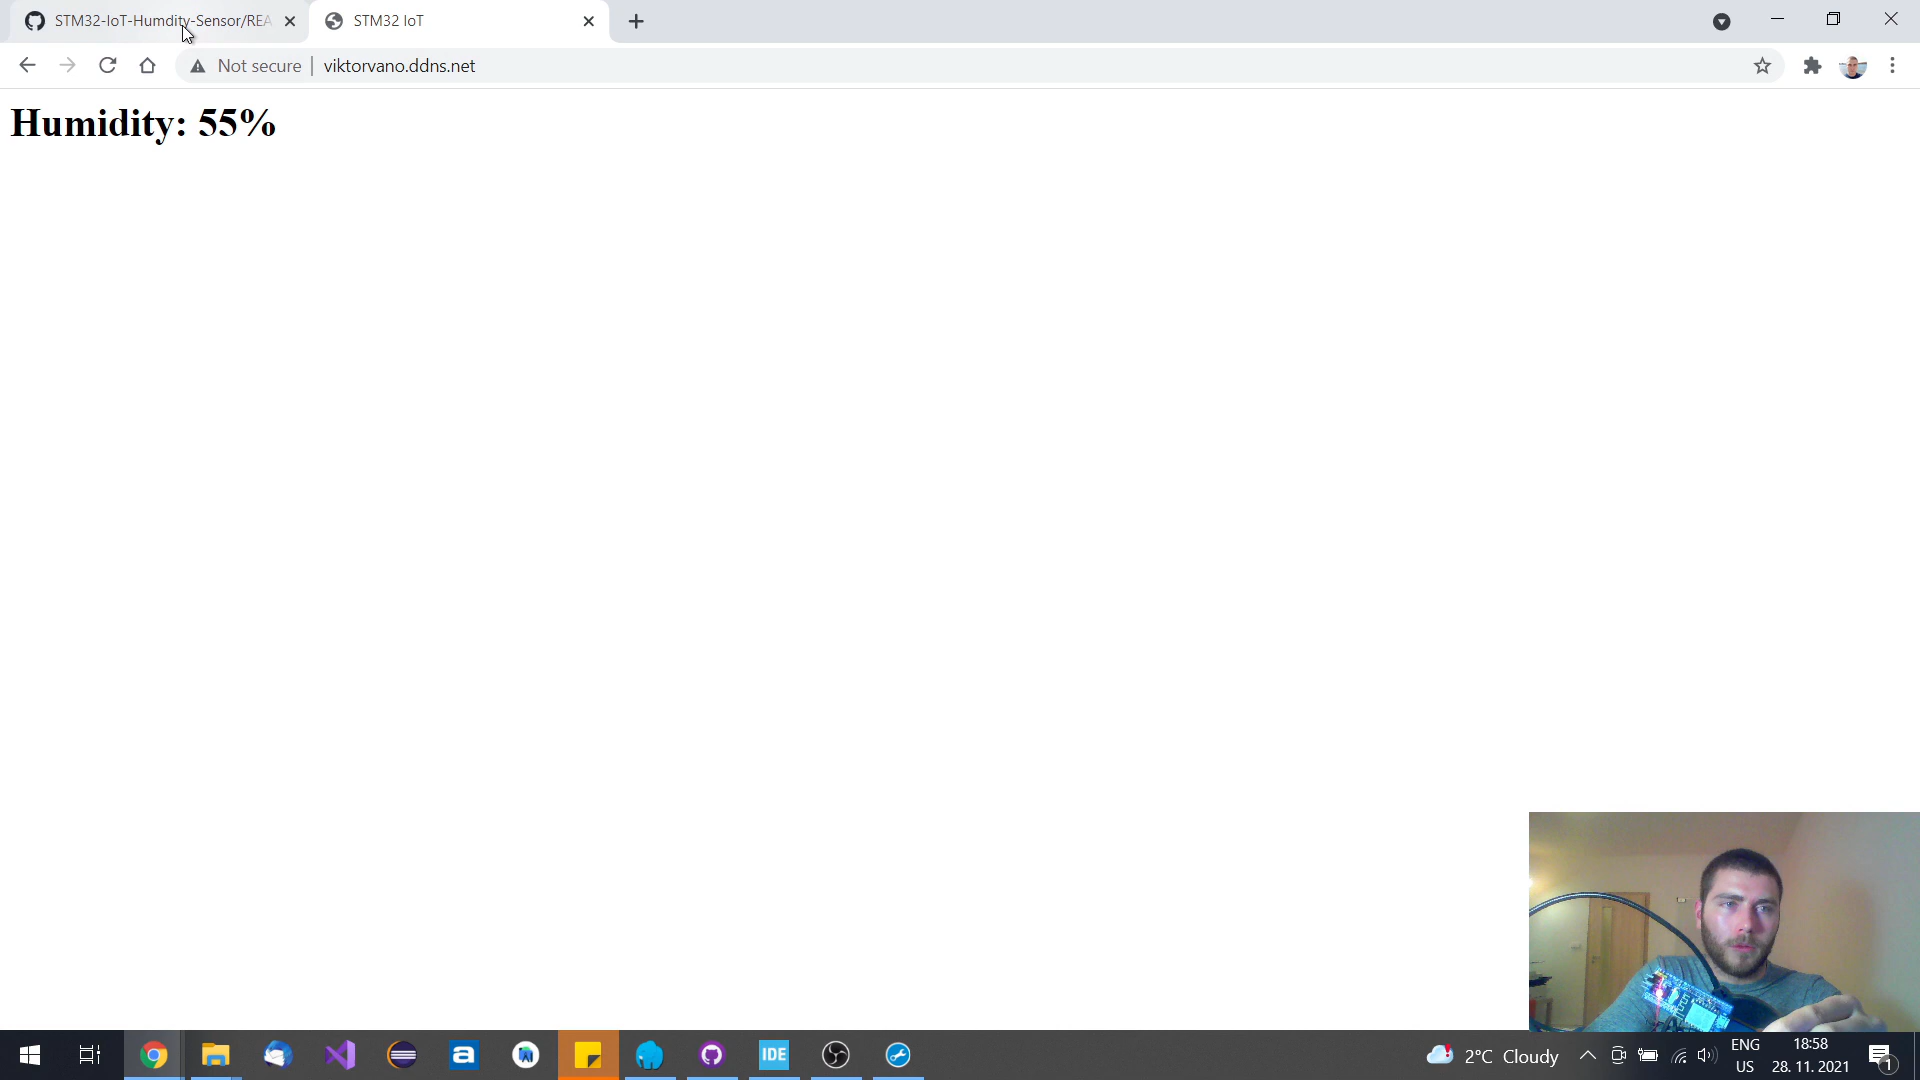 STM32-IoT-Humdity-Sensor/REA
STM32 IoT
Not secure
viktorvano.ddns.net
Humidity: 55%
IDE
2°C Cloudy
ENG
US
18:58
28. 11. 2021
1